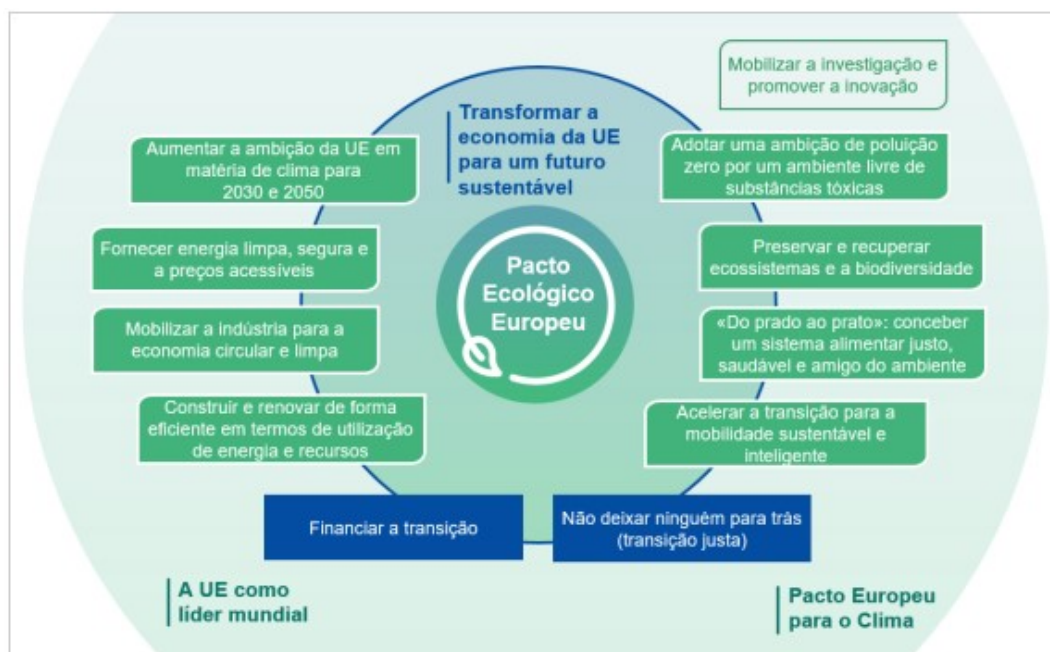 Mobilizar a investigação e
promover a inovação
Transformar a
economia da UE
para um futuro
sustentável
Aumentar a ambição da UE em
matéria de clima para
2030 e 2050
Adotar uma ambição de poluição
zero por um ambiente livre de
substâncias tóxicas
Fornecer energia limpa, segura e
a preços acessíveis
Preservar e recuperar
ecossistemas e a biodiversidade
Pacto
Ecológico
Europeu
Mobilizar a indústria para a
economia circular e limpa
«Do prado ao prato»: conceber
um sistema alimentar justo,
saudável e amigo do ambiente
Construir e renovar de forma
eficiente em termos de utilização
de energia e recursos
Acelerar a transição para a
mobilidade sustentável e
inteligente
Financiar a transição
Não deixar ninguém para trás
(transição justa)
A UE como
líder mundial
Pacto Europeu
para o Clima